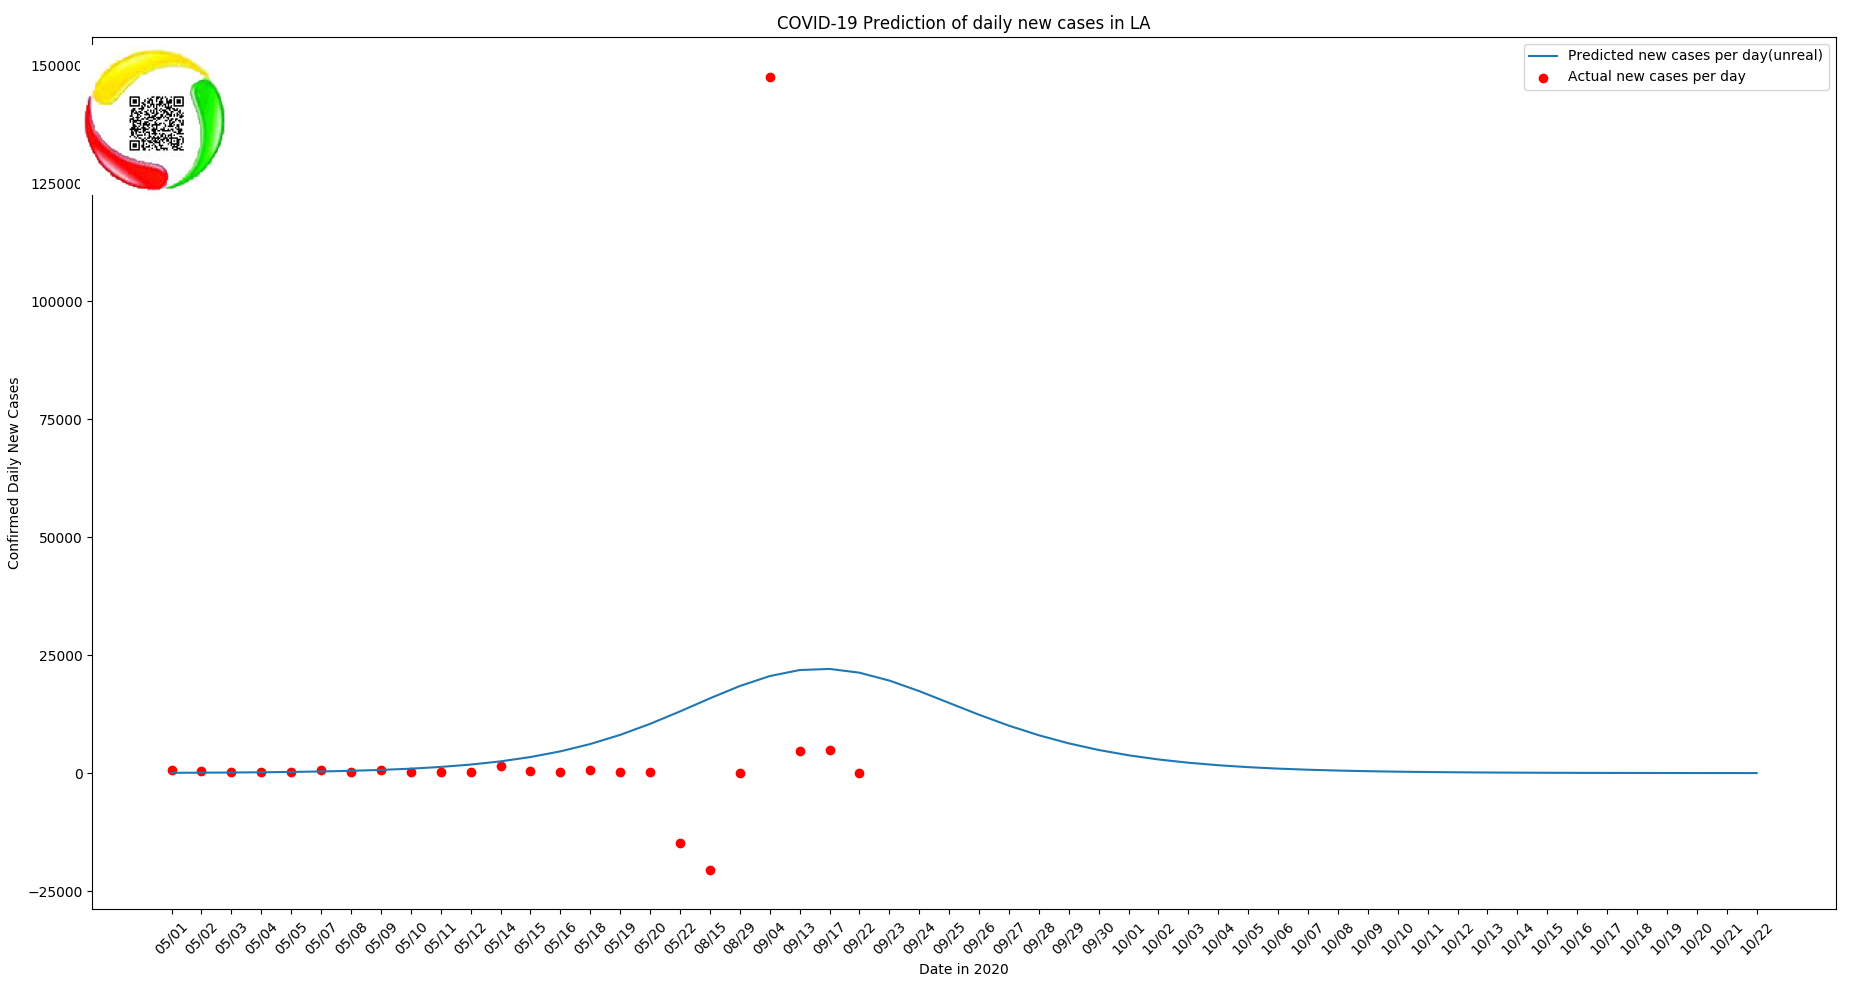 COVID-19 Prediction of daily new cases in LA
Predicted new cases per day(unreal)
Actual new cases per day
150000
125000
100000
75000
50000
25000
0
−25000
Confirmed Daily New Cases
05/01 05/02 05/03 05/04 05/05 05/07 05/08 05/09 05/10 05/11 05/12 05/14 05/15 05/16 05/18 05/19 05/20 05/22 08/15 08/29 09/04 09/13 09/17 09/22 09/23 09/24 09/25 09/26 09/27 09/28 09/29 09/30 10/01 10/02 10/03 10/04 10/05 10/06 10/07 10/08 10/09 10/10 10/11 10/12 10/13 10/14 10/15 10/16 10/17 10/18 10/19 10/20 10/21 10/22
Date in 2020